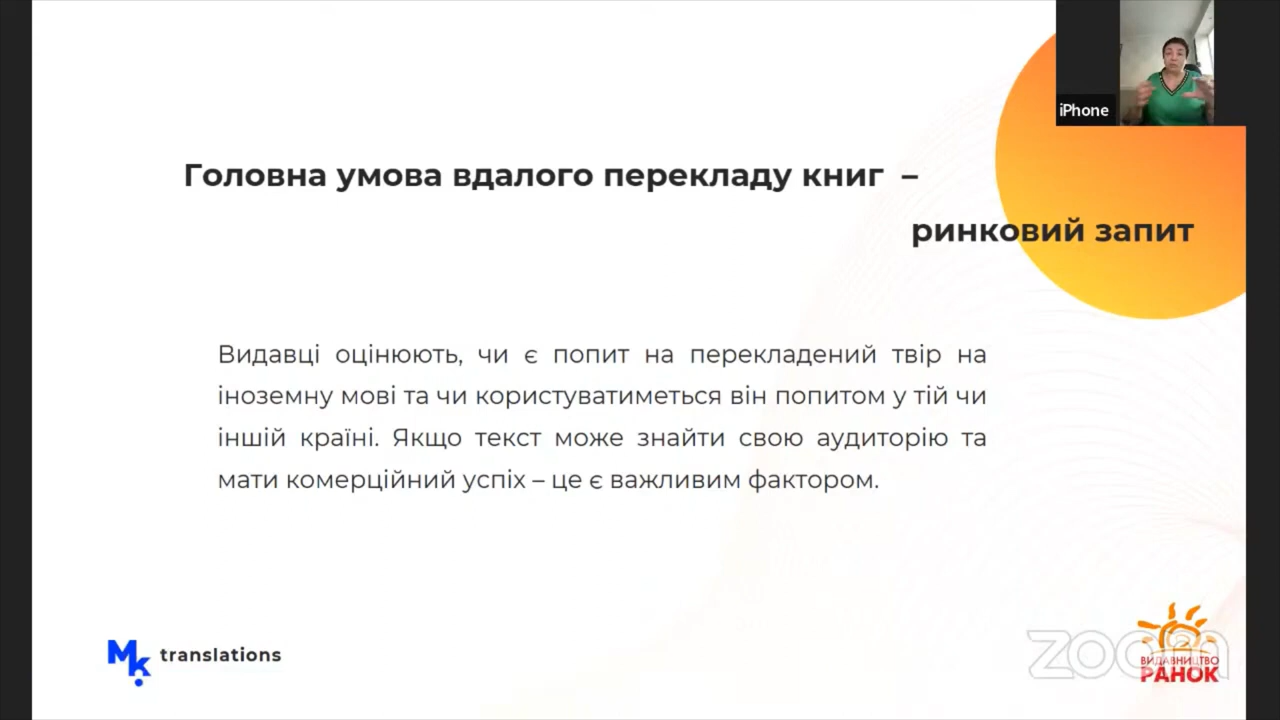 iPhone
Головна умова вдалого перекладу книг –
ринковий запит
Видавці оцінюють, чи є попит на перекладений твір на
іноземну мові та чи користуватиметься він попитом у тій чи
іншій країні. Якщо текст може знайти свою аудиторію та
мати комерційний успіх – це є важливим фактором.
Mk translations
zoom
ВИДАВНИЦТВО
РАНОК